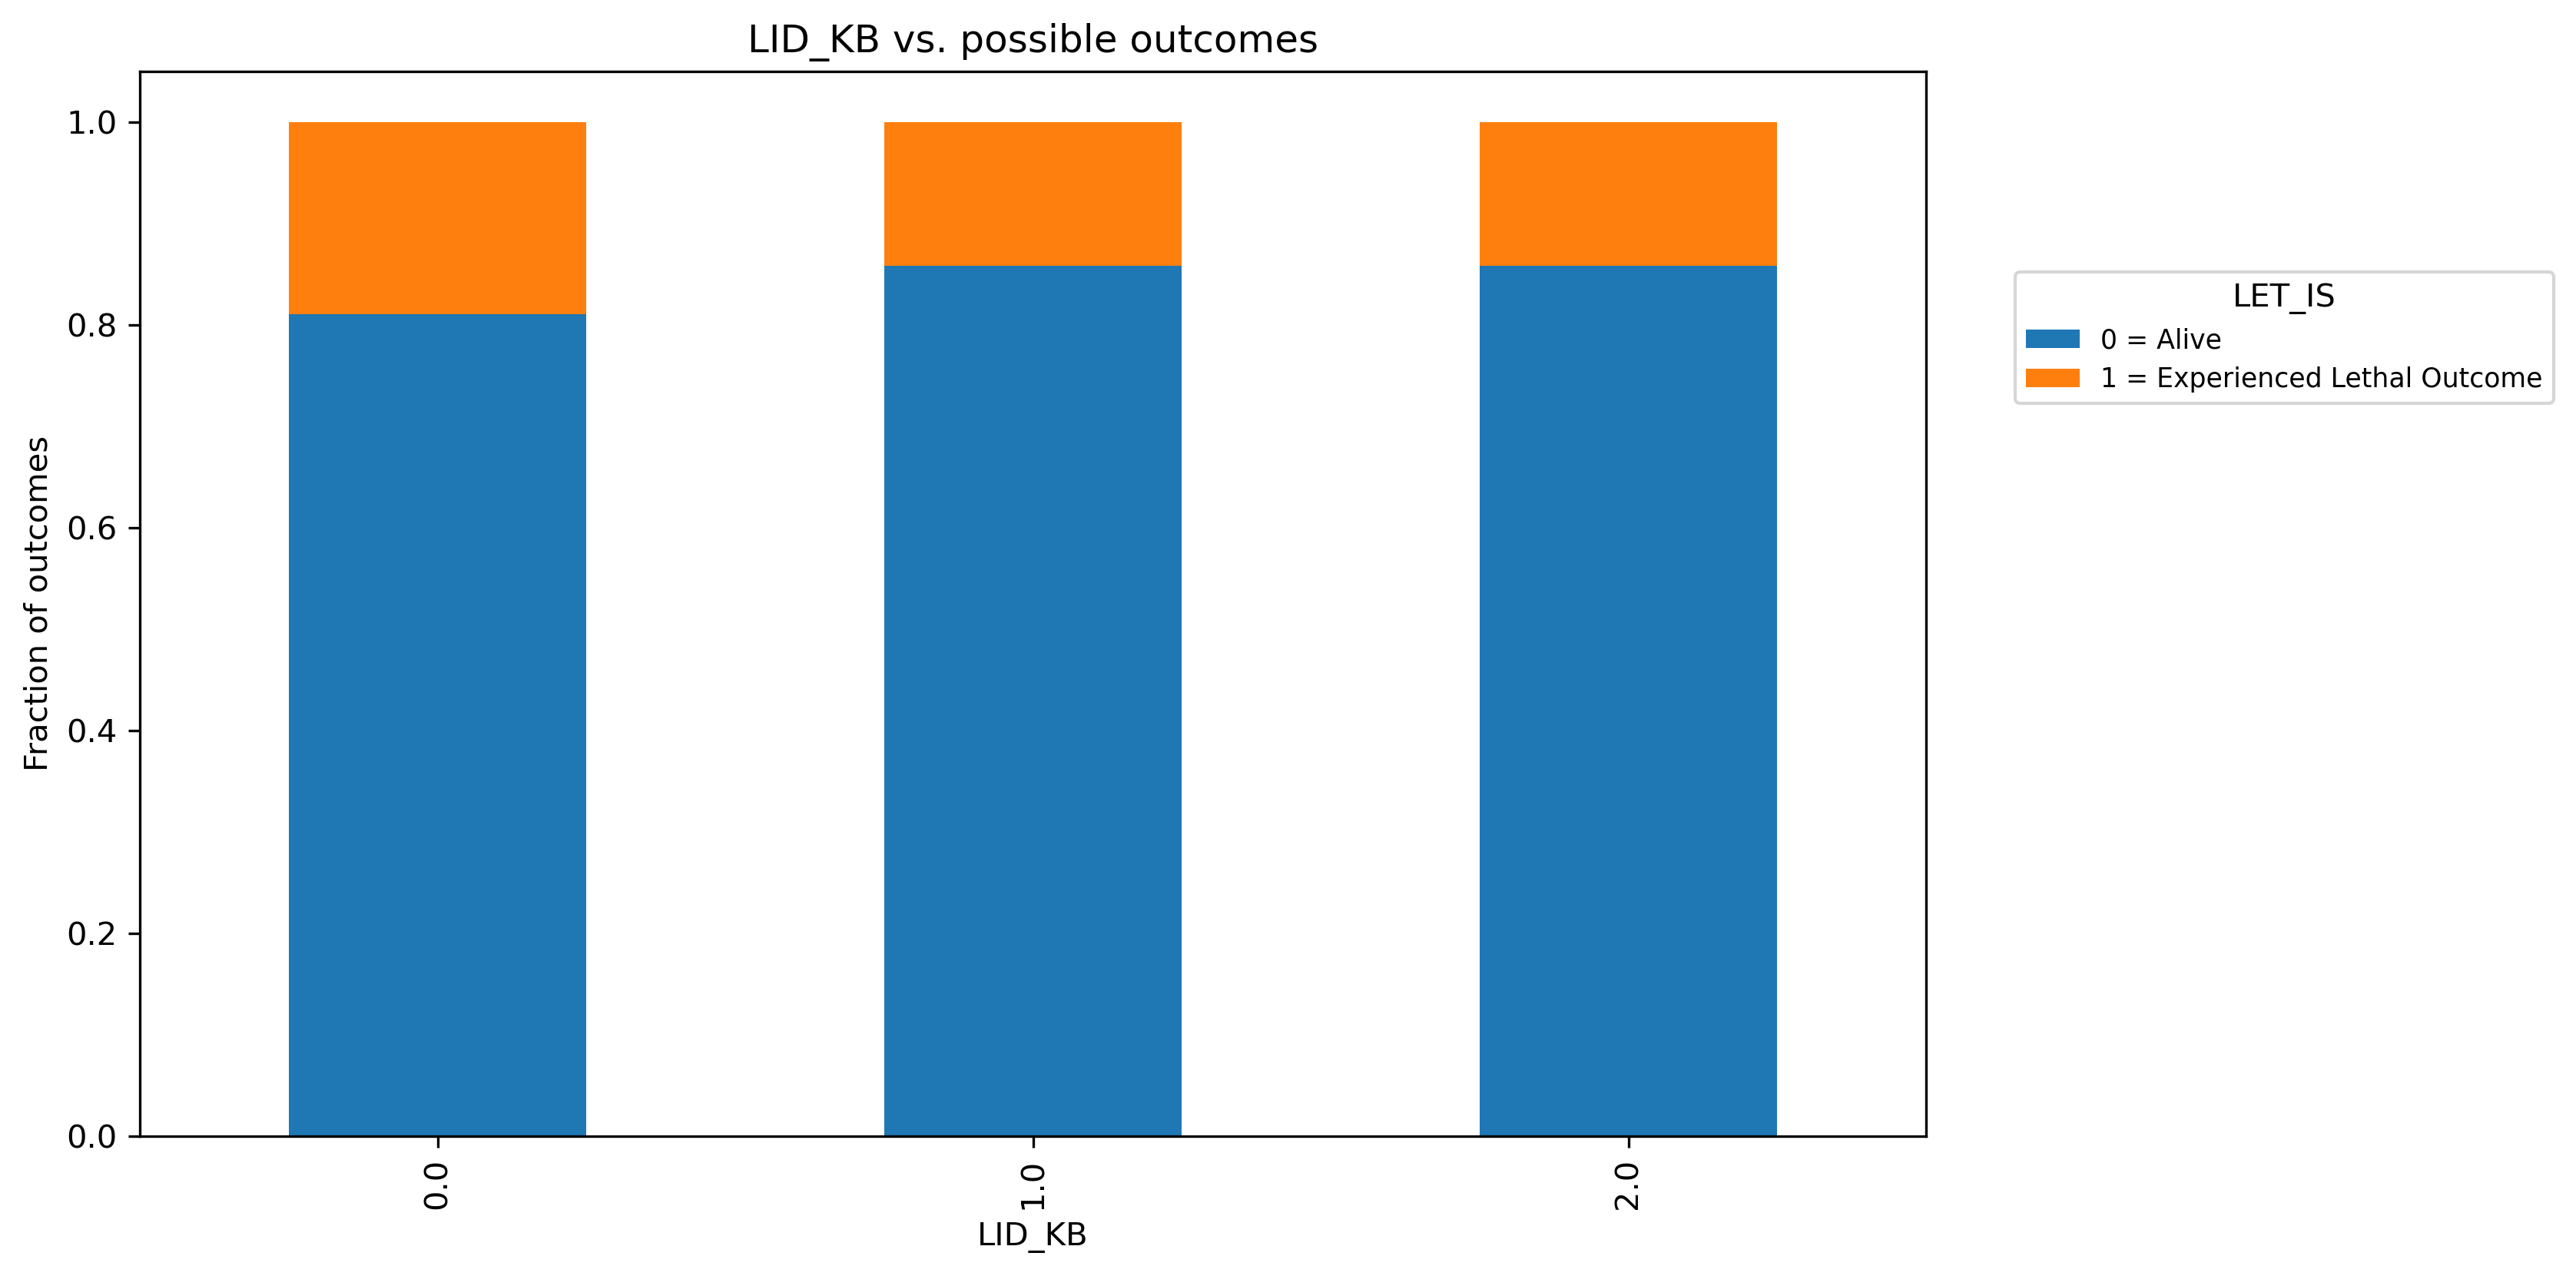 LID_KB vs. possible outcomes
Fraction of outcomes
1.0
0.8
0.6
0.4
0.2
0.0
0.0
1.0
2.0
LID_KB
LET_IS
0 = Alive
1 = Experienced Lethal Outcome